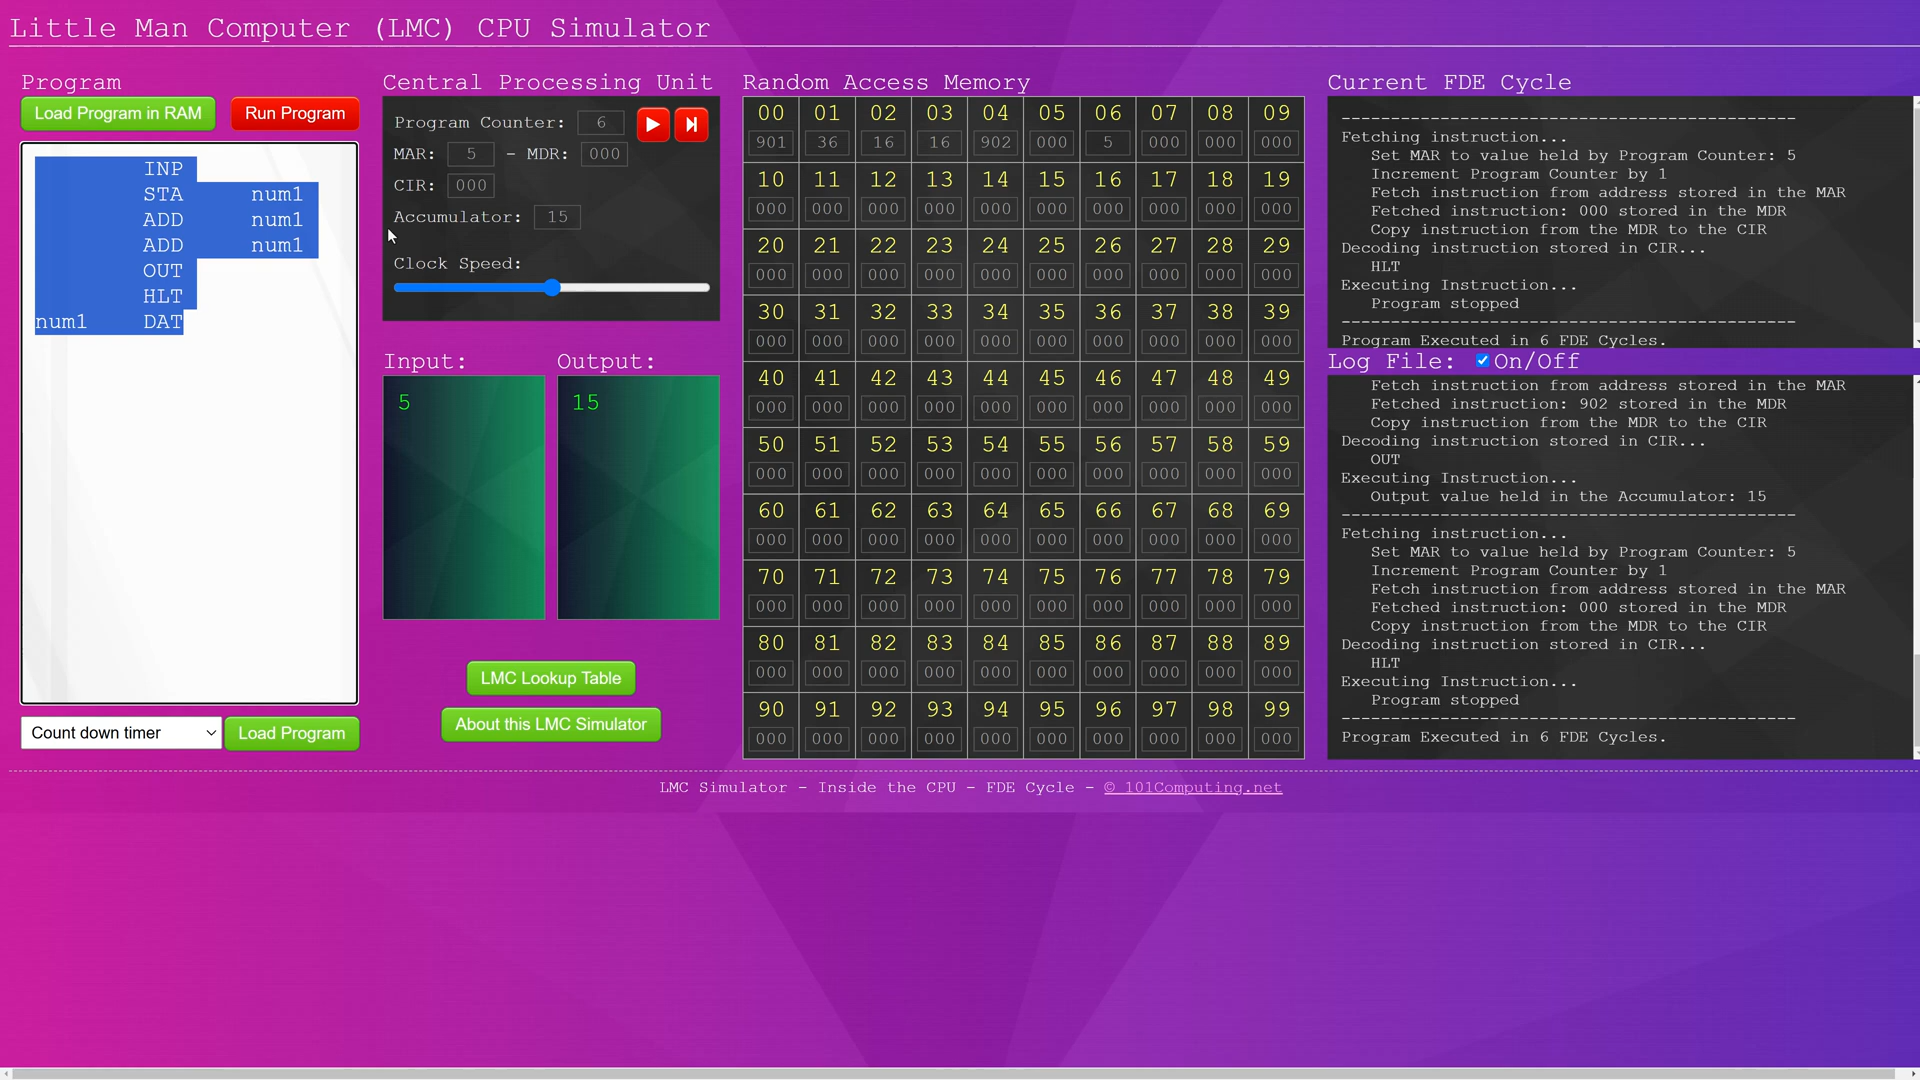 Little Man Computer (LMC) CPU Simulator
Program
Load Program in RAM
Run Program
INP
STA num1
ADD num1
ADD num1
OUT
HLT
num1 DAT
Count down timer
Load Program
Central Processing Unit
Program Counter: 6
MAR: 5 - MDR: 000
CIR: 000
Accumulator: 15
Clock Speed:
Input:
5
Output:
15
LMC Lookup Table
About this LMC Simulator
Random Access Memory
00 01 02 03 04 05 06 07 08 09
901 36 16 16 902 000 5 000 000 000
10 11 12 13 14 15 16 17 18 19
000 000 000 000 000 000 000 000 000 000
20 21 22 23 24 25 26 27 28 29
000 000 000 000 000 000 000 000 000 000
30 31 32 33 34 35 36 37 38 39
000 000 000 000 000 000 000 000 000 000
40 41 42 43 44 45 46 47 48 49
000 000 000 000 000 000 000 000 000 000
50 51 52 53 54 55 56 57 58 59
000 000 000 000 000 000 000 000 000 000
60 61 62 63 64 65 66 67 68 69
000 000 000 000 000 000 000 000 000 000
70 71 72 73 74 75 76 77 78 79
000 000 000 000 000 000 000 000 000 000
80 81 82 83 84 85 86 87 88 89
000 000 000 000 000 000 000 000 000 000
90 91 92 93 94 95 96 97 98 99
000 000 000 000 000 000 000 000 000 000
Current FDE Cycle
----------------------------------------------
Fetching instruction...
Set MAR to value held by Program Counter: 5
Increment Program Counter by 1
Fetch instruction from address stored in the MAR
Fetched instruction: 000 stored in the MDR
Copy instruction from the MDR to the CIR
Decoding instruction stored in CIR...
HLT
Executing Instruction...
Program stopped
----------------------------------------------
Program Executed in 6 FDE Cycles.
Log File: On/Off
Fetch instruction from address stored in the MAR
Fetched instruction: 902 stored in the MDR
Copy instruction from the MDR to the CIR
Decoding instruction stored in CIR...
OUT
Executing Instruction...
Output value held in the Accumulator: 15
----------------------------------------------
Fetching instruction...
Set MAR to value held by Program Counter: 5
Increment Program Counter by 1
Fetch instruction from address stored in the MAR
Fetched instruction: 000 stored in the MDR
Copy instruction from the MDR to the CIR
Decoding instruction stored in CIR...
HLT
Executing Instruction...
Program stopped
----------------------------------------------
Program Executed in 6 FDE Cycles.
LMC Simulator - Inside the CPU - FDE Cycle - © 101Computing.net